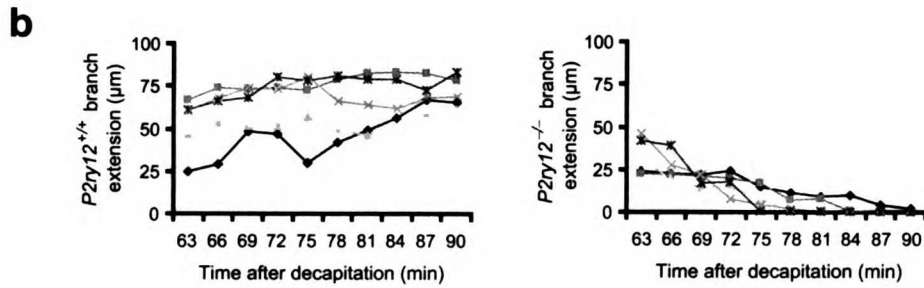 b
P2ry12+/+ branch
extension (μm)
100
75
50
25
0
63 66 69 72 75 78 81 84 87 90
Time after decapitation (min)
P2ry12–/– branch
extension (μm)
100
75
50
25
0
63 66 69 72 75 78 81 84 87 90
Time after decapitation (min)